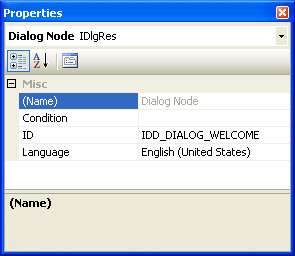 Properties
Dialog Node IDlgRes
Misc
(Name) Dialog Node
Condition
ID IDD_DIALOG_WELCOME
Language English (United States)
(Name)